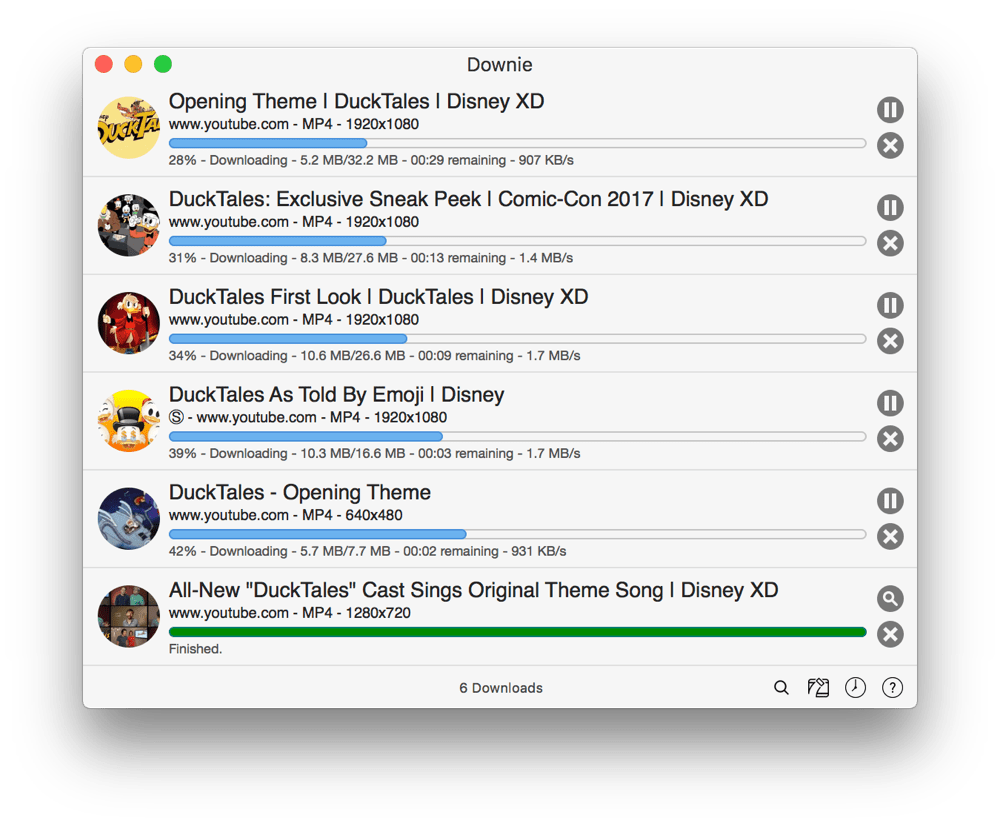 Downie
Opening Theme | DuckTales | Disney XD
www.youtube.com - MP4 - 1920x1080
28% - Downloading - 5.2 MB/32.2 MB - 00:29 remaining - 907 KB/s
DuckTales: Exclusive Sneak Peek | Comic-Con 2017 | Disney XD
www.youtube.com - MP4 - 1920x1080
31% - Downloading - 8.3 MB/27.6 MB - 00:13 remaining - 1.4 MB/s
DuckTales First Look | DuckTales | Disney XD
www.youtube.com - MP4 - 1920x1080
34% - Downloading - 10.6 MB/26.6 MB - 00:09 remaining - 1.7 MB/s
DuckTales As Told By Emoji | Disney
Ⓢ - www.youtube.com - MP4 - 1920x1080
39% - Downloading - 10.3 MB/16.6 MB - 00:03 remaining - 1.7 MB/s
DuckTales - Opening Theme
www.youtube.com - MP4 - 640x480
42% - Downloading - 5.7 MB/7.7 MB - 00:02 remaining - 931 KB/s
All-New "DuckTales" Cast Sings Original Theme Song | Disney XD
www.youtube.com - MP4 - 1280x720
Finished.
6 Downloads
?